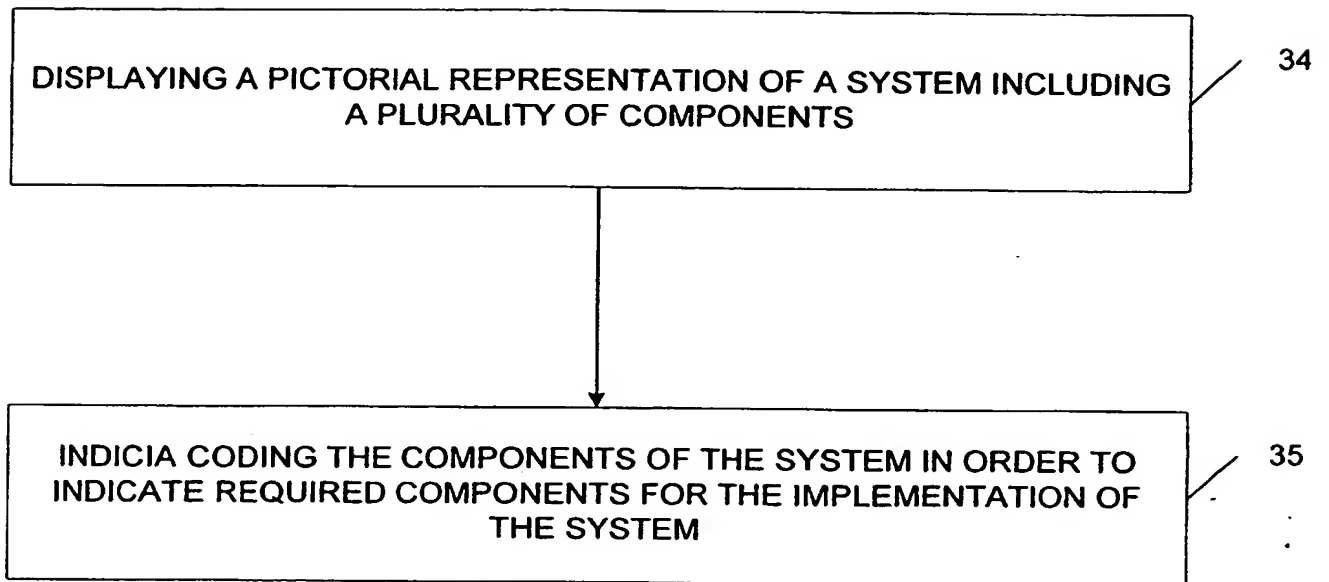 DISPLAYING A PICTORIAL REPRESENTATION OF A SYSTEM INCLUDING
A PLURALITY OF COMPONENTS
34
INDICIA CODING THE COMPONENTS OF THE SYSTEM IN ORDER TO
INDICATE REQUIRED COMPONENTS FOR THE IMPLEMENTATION OF
THE SYSTEM
35